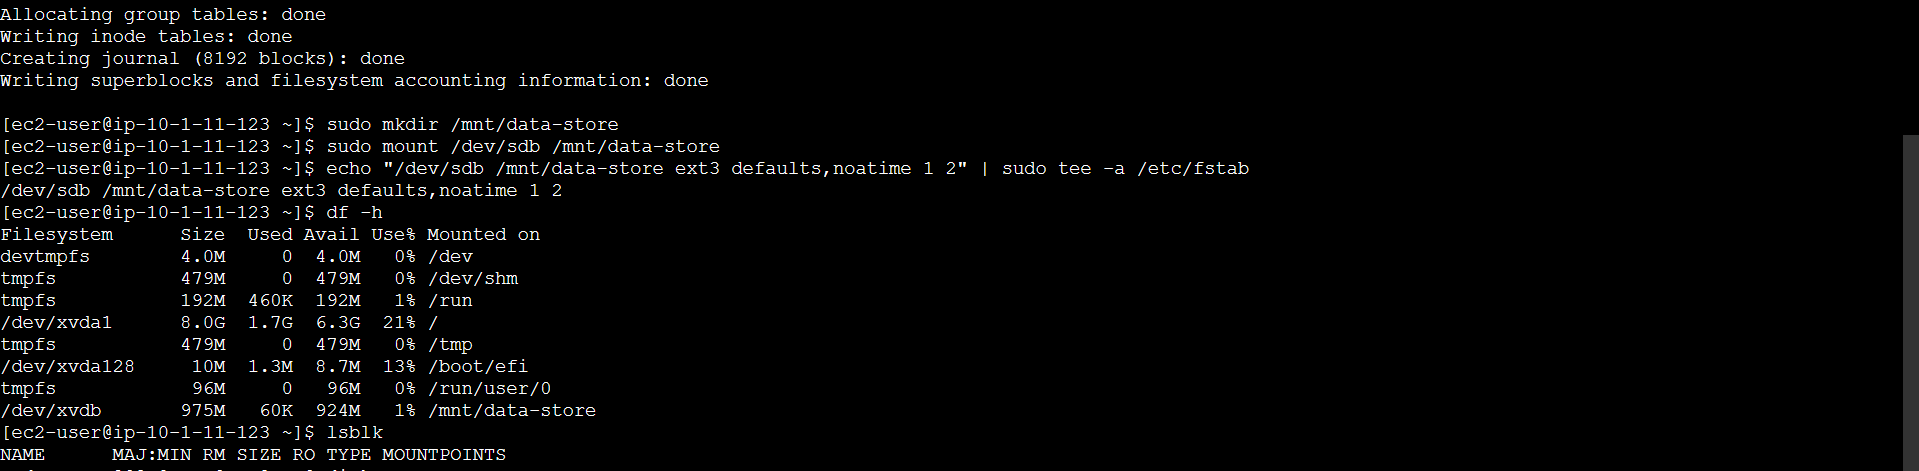 Allocating group tables: done
Writing inode tables: done
Creating journal (8192 blocks): done
Writing superblocks and filesystem accounting information: done
[ec2-user@ip-10-1-11-123 ~]$ sudo mkdir /mnt/data-store
[ec2-user@ip-10-1-11-123 ~]$ sudo mount /dev/sdb /mnt/data-store
[ec2-user@ip-10-1-11-123 ~]$ echo "/dev/sdb /mnt/data-store ext3 defaults,noatime 1 2" | sudo tee -a /etc/fstab
/dev/sdb /mnt/data-store ext3 defaults,noatime 1 2
[ec2-user@ip-10-1-11-123 ~]$ df -h
Filesystem      Size  Used Avail Use% Mounted on
devtmpfs        4.0M     0  4.0M   0% /dev
tmpfs           479M     0  479M   0% /dev/shm
tmpfs           192M  460K  192M   1% /run
/dev/xvda1      8.0G  1.7G  6.3G  21% /
tmpfs           479M     0  479M   0% /tmp
/dev/xvda128     10M  1.3M  8.7M  13% /boot/efi
tmpfs            96M     0   96M   0% /run/user/0
/dev/xvdb       975M   60K  924M   1% /mnt/data-store
[ec2-user@ip-10-1-11-123 ~]$ lsblk
NAME      MAJ:MIN RM SIZE RO TYPE MOUNTPOINTS